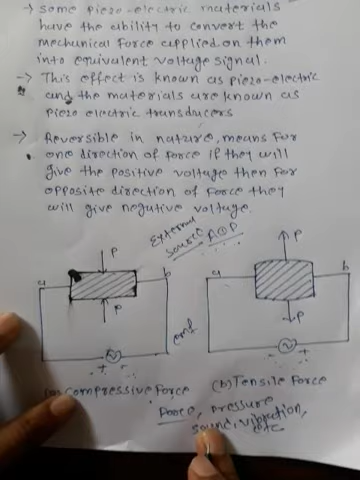 → Some Piezo-electric materials
have the ability to convert the
mechanical Force applied on them
into equivalent voltage signal.
→ This effect is known as Piezo-electric
and the materials are known as
Piezo electric transducers
→ Reversible in nature, means For
one direction of force if they will
give the positive voltage then for
opposite direction of Force they
will give negative voltage.
External
Source
P
a b
P
+ -
emf
(a) Compressive Force
P
a b
P
- +
(b) Tensile Force
Force, Pressure
sound, vibration,
etc